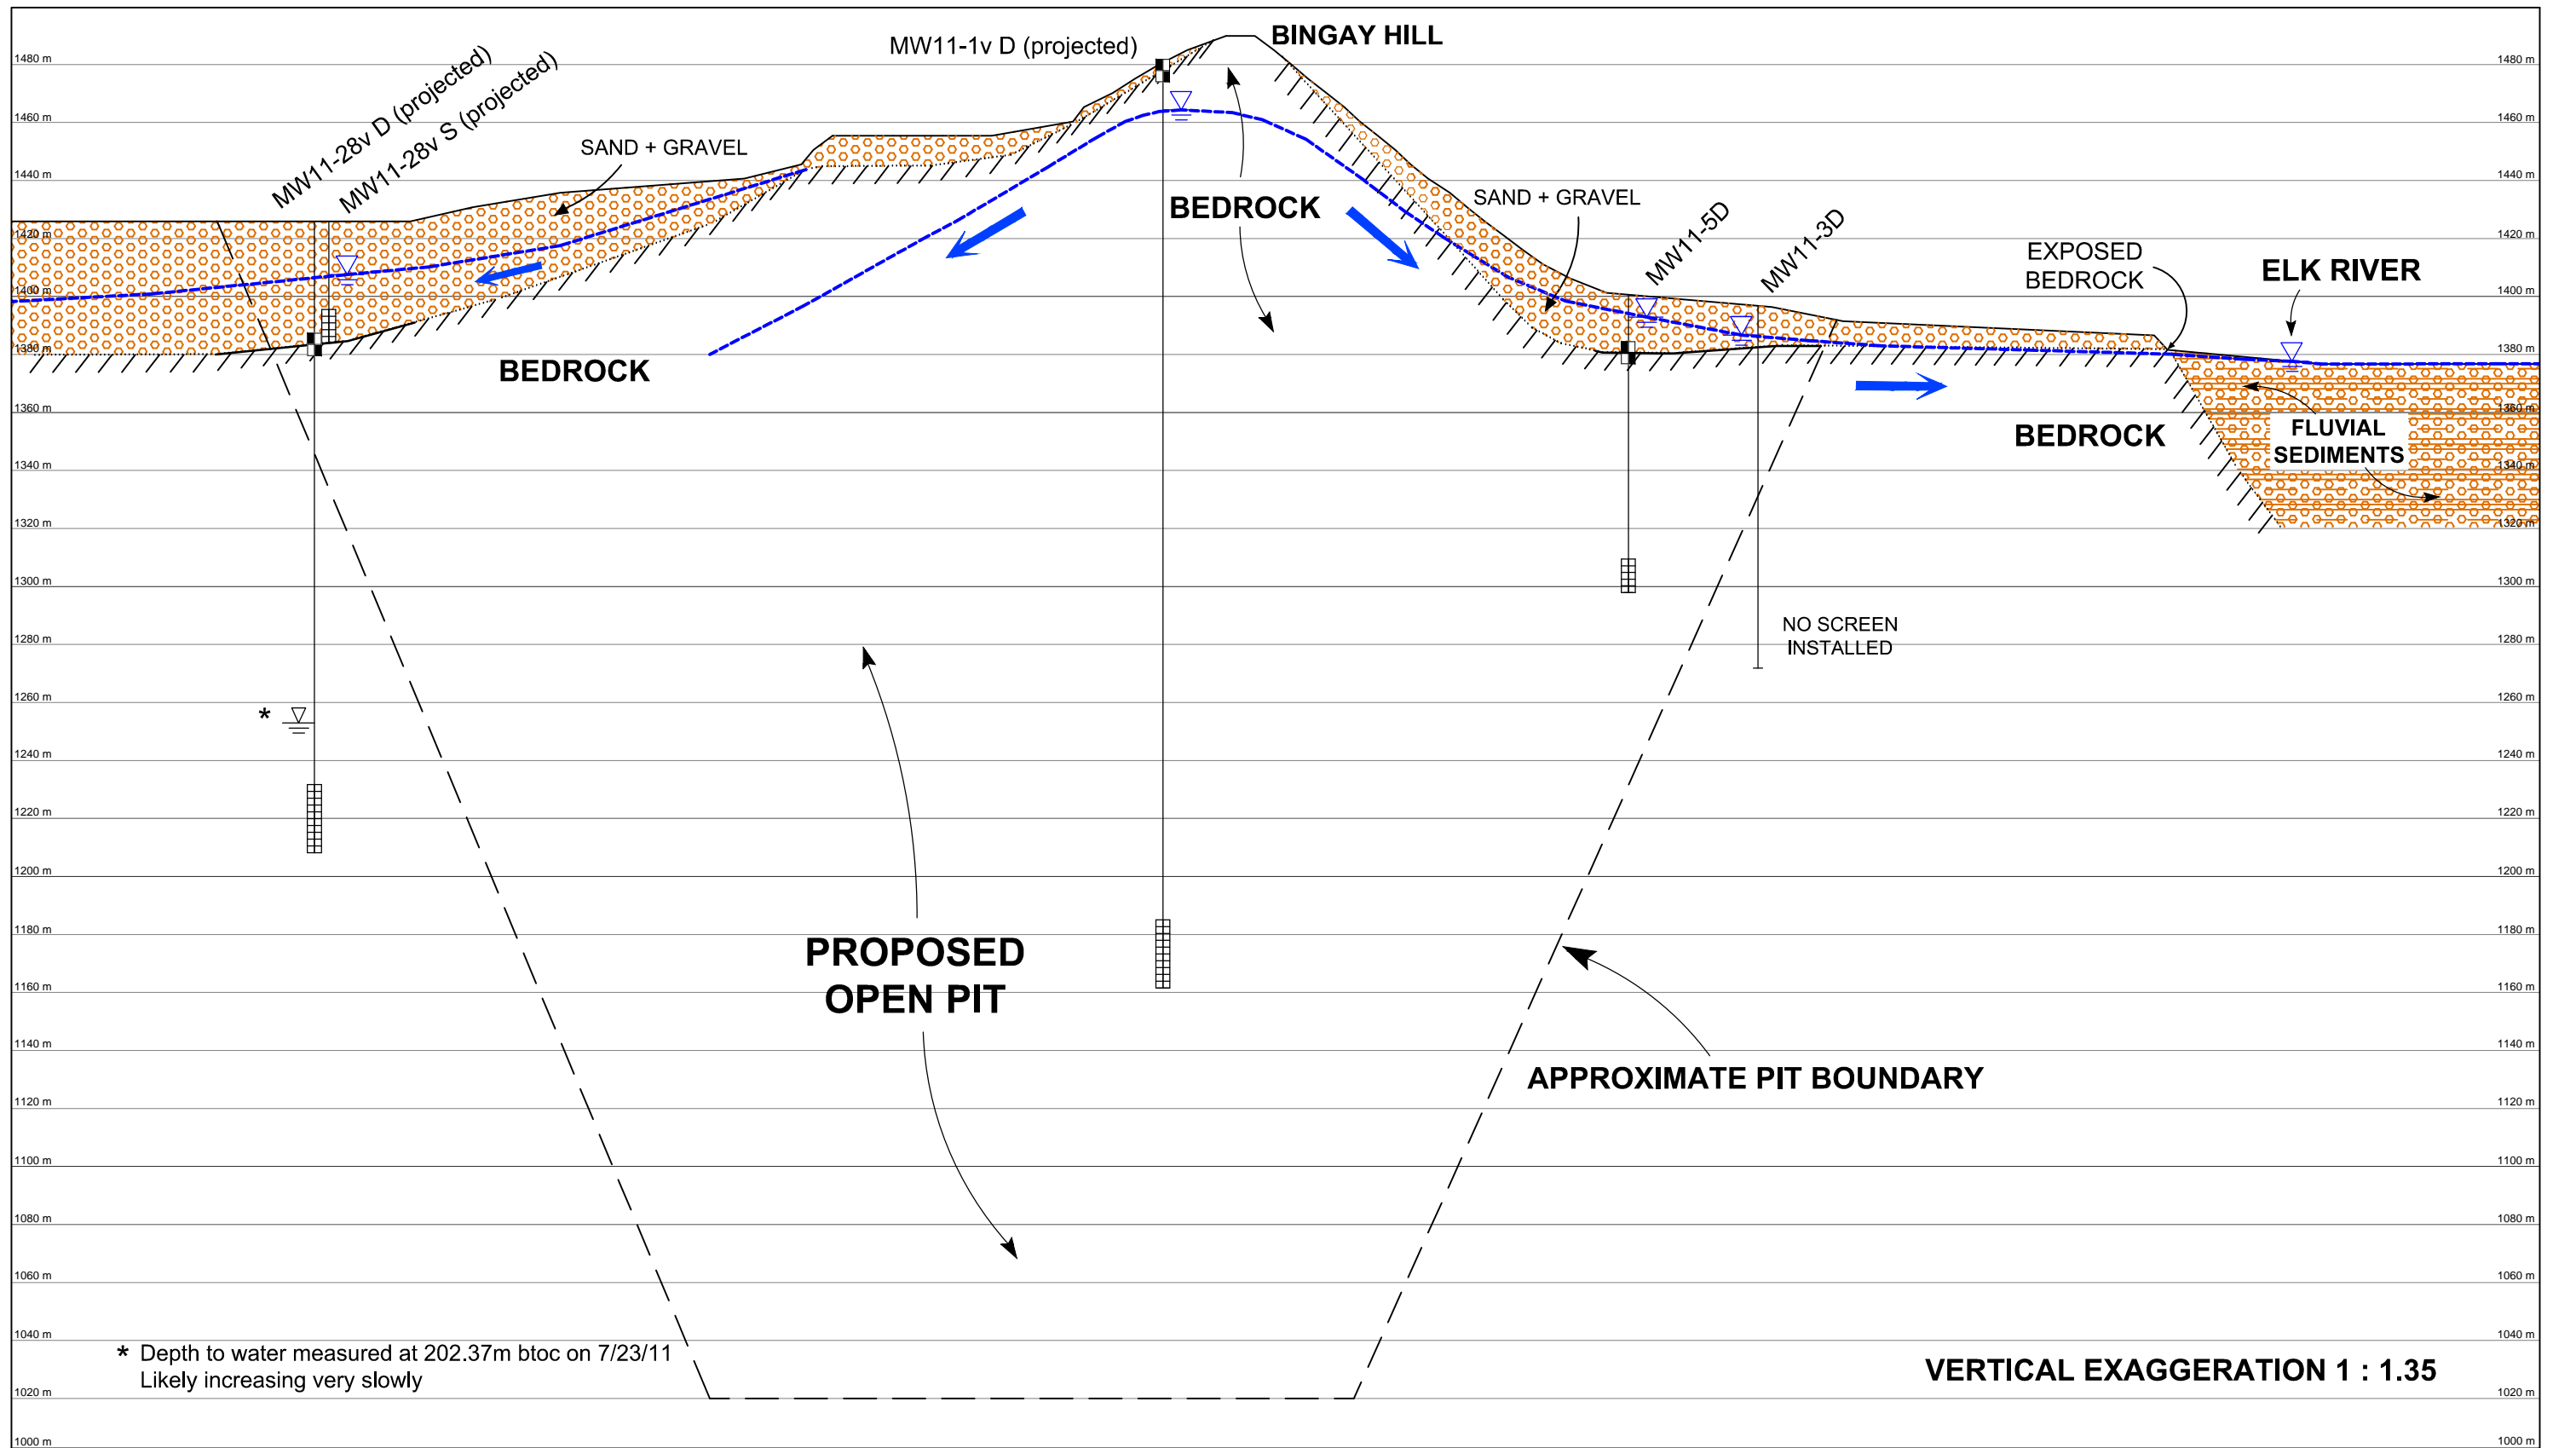 BINGAY HILL
MW11-1v D (projected)
MW11-28v D (projected)
MW11-28v S (projected)
SAND + GRAVEL
BEDROCK
SAND + GRAVEL
MW11-5D
MW11-3D
EXPOSED
BEDROCK
ELK RIVER
BEDROCK
BEDROCK
FLUVIAL
SEDIMENTS
NO SCREEN
INSTALLED
*
PROPOSED
OPEN PIT
APPROXIMATE PIT BOUNDARY
* Depth to water measured at 202.37m btoc on 7/23/11
Likely increasing very slowly
VERTICAL EXAGGERATION 1 : 1.35
1480 m
1460 m
1440 m
1420 m
1400 m
1380 m
1360 m
1340 m
1320 m
1300 m
1280 m
1260 m
1240 m
1220 m
1200 m
1180 m
1160 m
1140 m
1120 m
1100 m
1080 m
1060 m
1040 m
1020 m
1000 m
1480 m
1460 m
1440 m
1420 m
1400 m
1380 m
1360 m
1340 m
1320 m
1300 m
1280 m
1260 m
1240 m
1220 m
1200 m
1180 m
1160 m
1140 m
1120 m
1100 m
1080 m
1060 m
1040 m
1020 m
1000 m